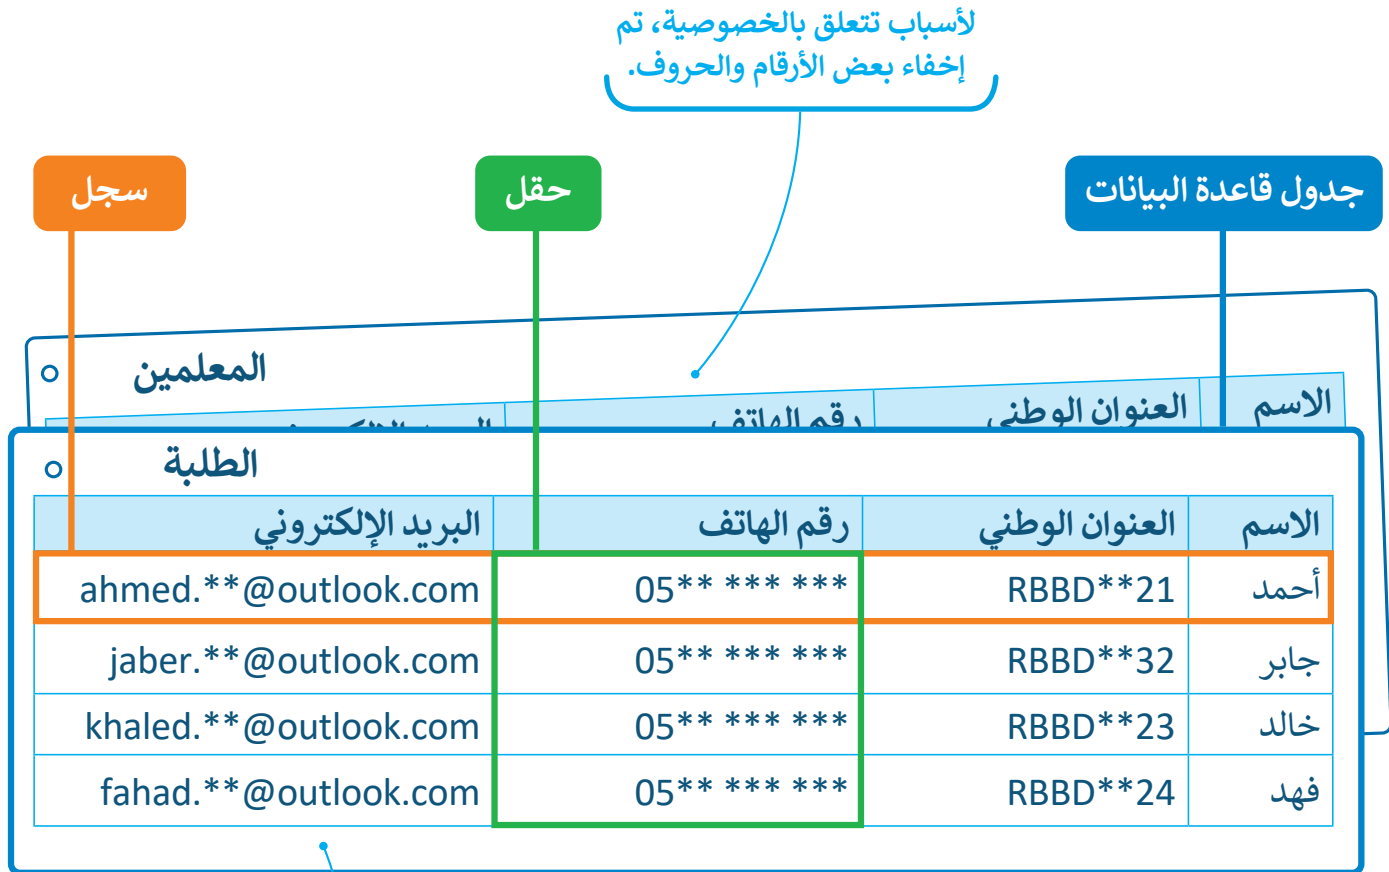 لأسباب تتعلق بالخصوصية، تم
إخفاء بعض الأرقام والحروف.
جدول قاعدة البيانات حقل سجل
المعلمين
الاسم العنوان الوطني رقم الهاتف البريد الإلكتروني
الطلبة
الاسم العنوان الوطني رقم الهاتف البريد الإلكتروني
أحمد RBBD**21 05** *** *** ahmed.**@outlook.com
جابر RBBD**32 05** *** *** jaber.**@outlook.com
خالد RBBD**23 05** *** *** khaled.**@outlook.com
فهد RBBD**24 05** *** *** fahad.**@outlook.com